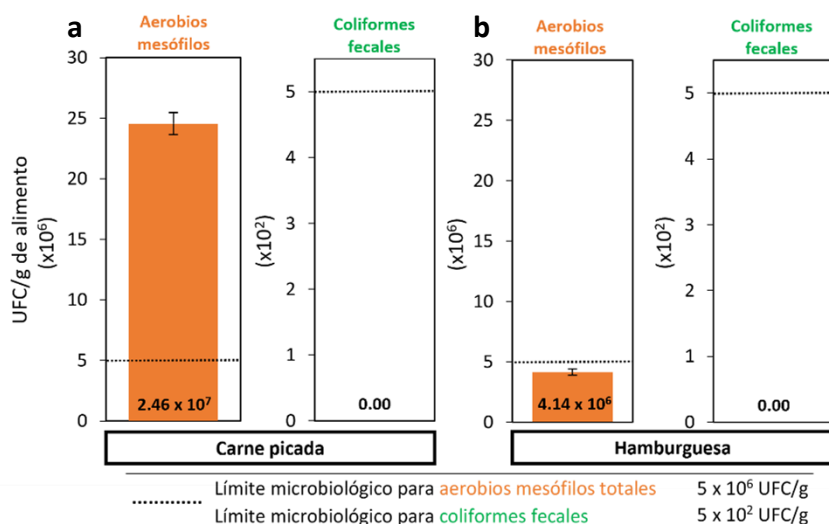 a
Aerobios
mesófilos
Coliformes
fecales
b
Aerobios
mesófilos
Coliformes
fecales
UFC/g de alimento
(x10⁶)
30
25
20
15
10
5
0
2.46 x 10⁷
(x10²)
5
4
3
2
1
0
0.00
(x10⁶)
30
25
20
15
10
5
0
4.14 x 10⁶
(x10²)
5
4
3
2
1
0
0.00
Carne picada
Hamburguesa
Límite microbiológico para aerobios mesófilos totales 5 x 10⁶ UFC/g
Límite microbiológico para coliformes fecales 5 x 10² UFC/g